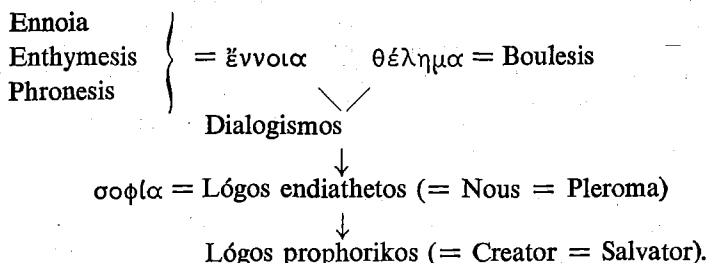 Ennoia
Enthymesis = ἔννοια θέλημα = Boulesis
Phronesis
Dialogismos
σοφία = Lógos endiathetos (= Nous = Pleroma)
Lógos prophorikos (= Creator = Salvator).